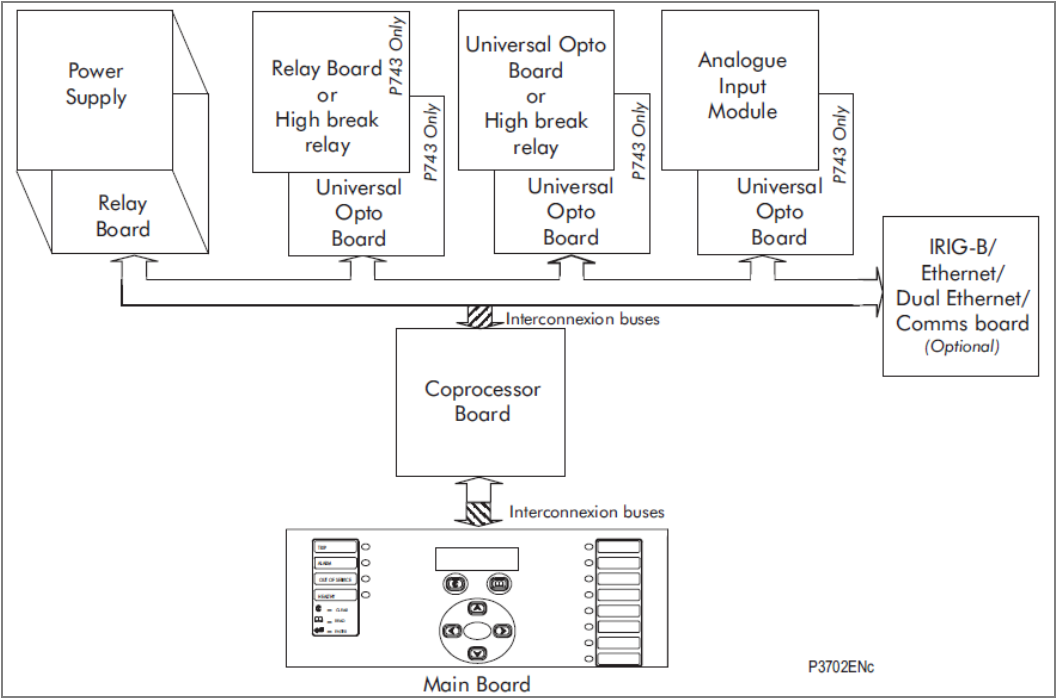 Power
Supply
Relay
Board
Relay Board
or
High break
relay
P743 Only
Universal
Opto
Board
P743 Only
Universal Opto
Board
or
High break
relay
Universal
Opto
Board
P743 Only
Analogue
Input
Module
Universal
Opto
Board
P743 Only
IRIG-B/
Ethernet/
Dual Ethernet/
Comms board
(Optional)
Interconnexion buses
Coprocessor
Board
Interconnexion buses
TRIP
ALARM
OUT OF SERVICE
HEALTHY
= CLEAR
= READ
= ENTER
Main Board
P3702ENc